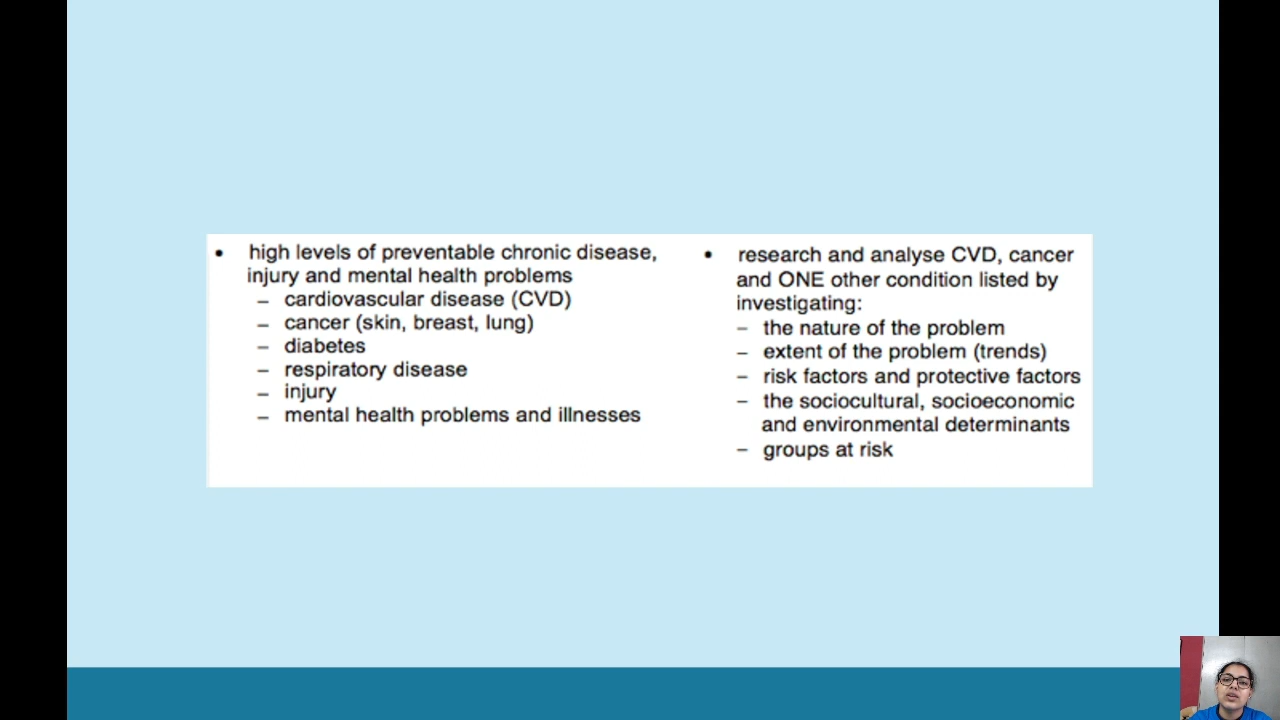 • high levels of preventable chronic disease,
injury and mental health problems
– cardiovascular disease (CVD)
– cancer (skin, breast, lung)
– diabetes
– respiratory disease
– injury
– mental health problems and illnesses
• research and analyse CVD, cancer
and ONE other condition listed by
investigating:
– the nature of the problem
– extent of the problem (trends)
– risk factors and protective factors
– the sociocultural, socioeconomic
and environmental determinants
– groups at risk